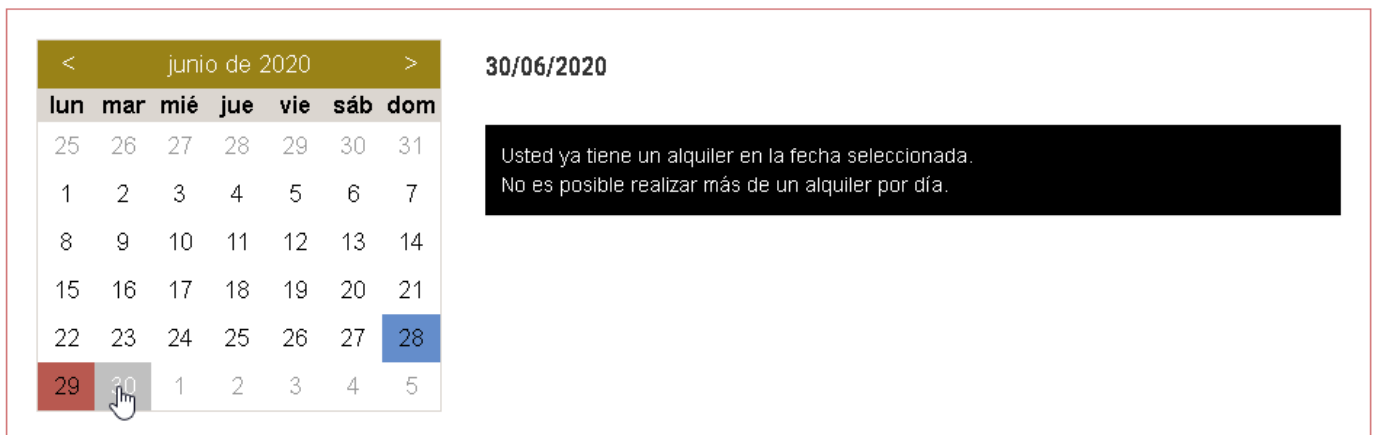 < junio de 2020 >
lun mar mié jue vie sáb dom
25 26 27 28 29 30 31
1 2 3 4 5 6 7
8 9 10 11 12 13 14
15 16 17 18 19 20 21
22 23 24 25 26 27 28
29 30 1 2 3 4 5
30/06/2020
Usted ya tiene un alquiler en la fecha seleccionada.
No es posible realizar más de un alquiler por día.